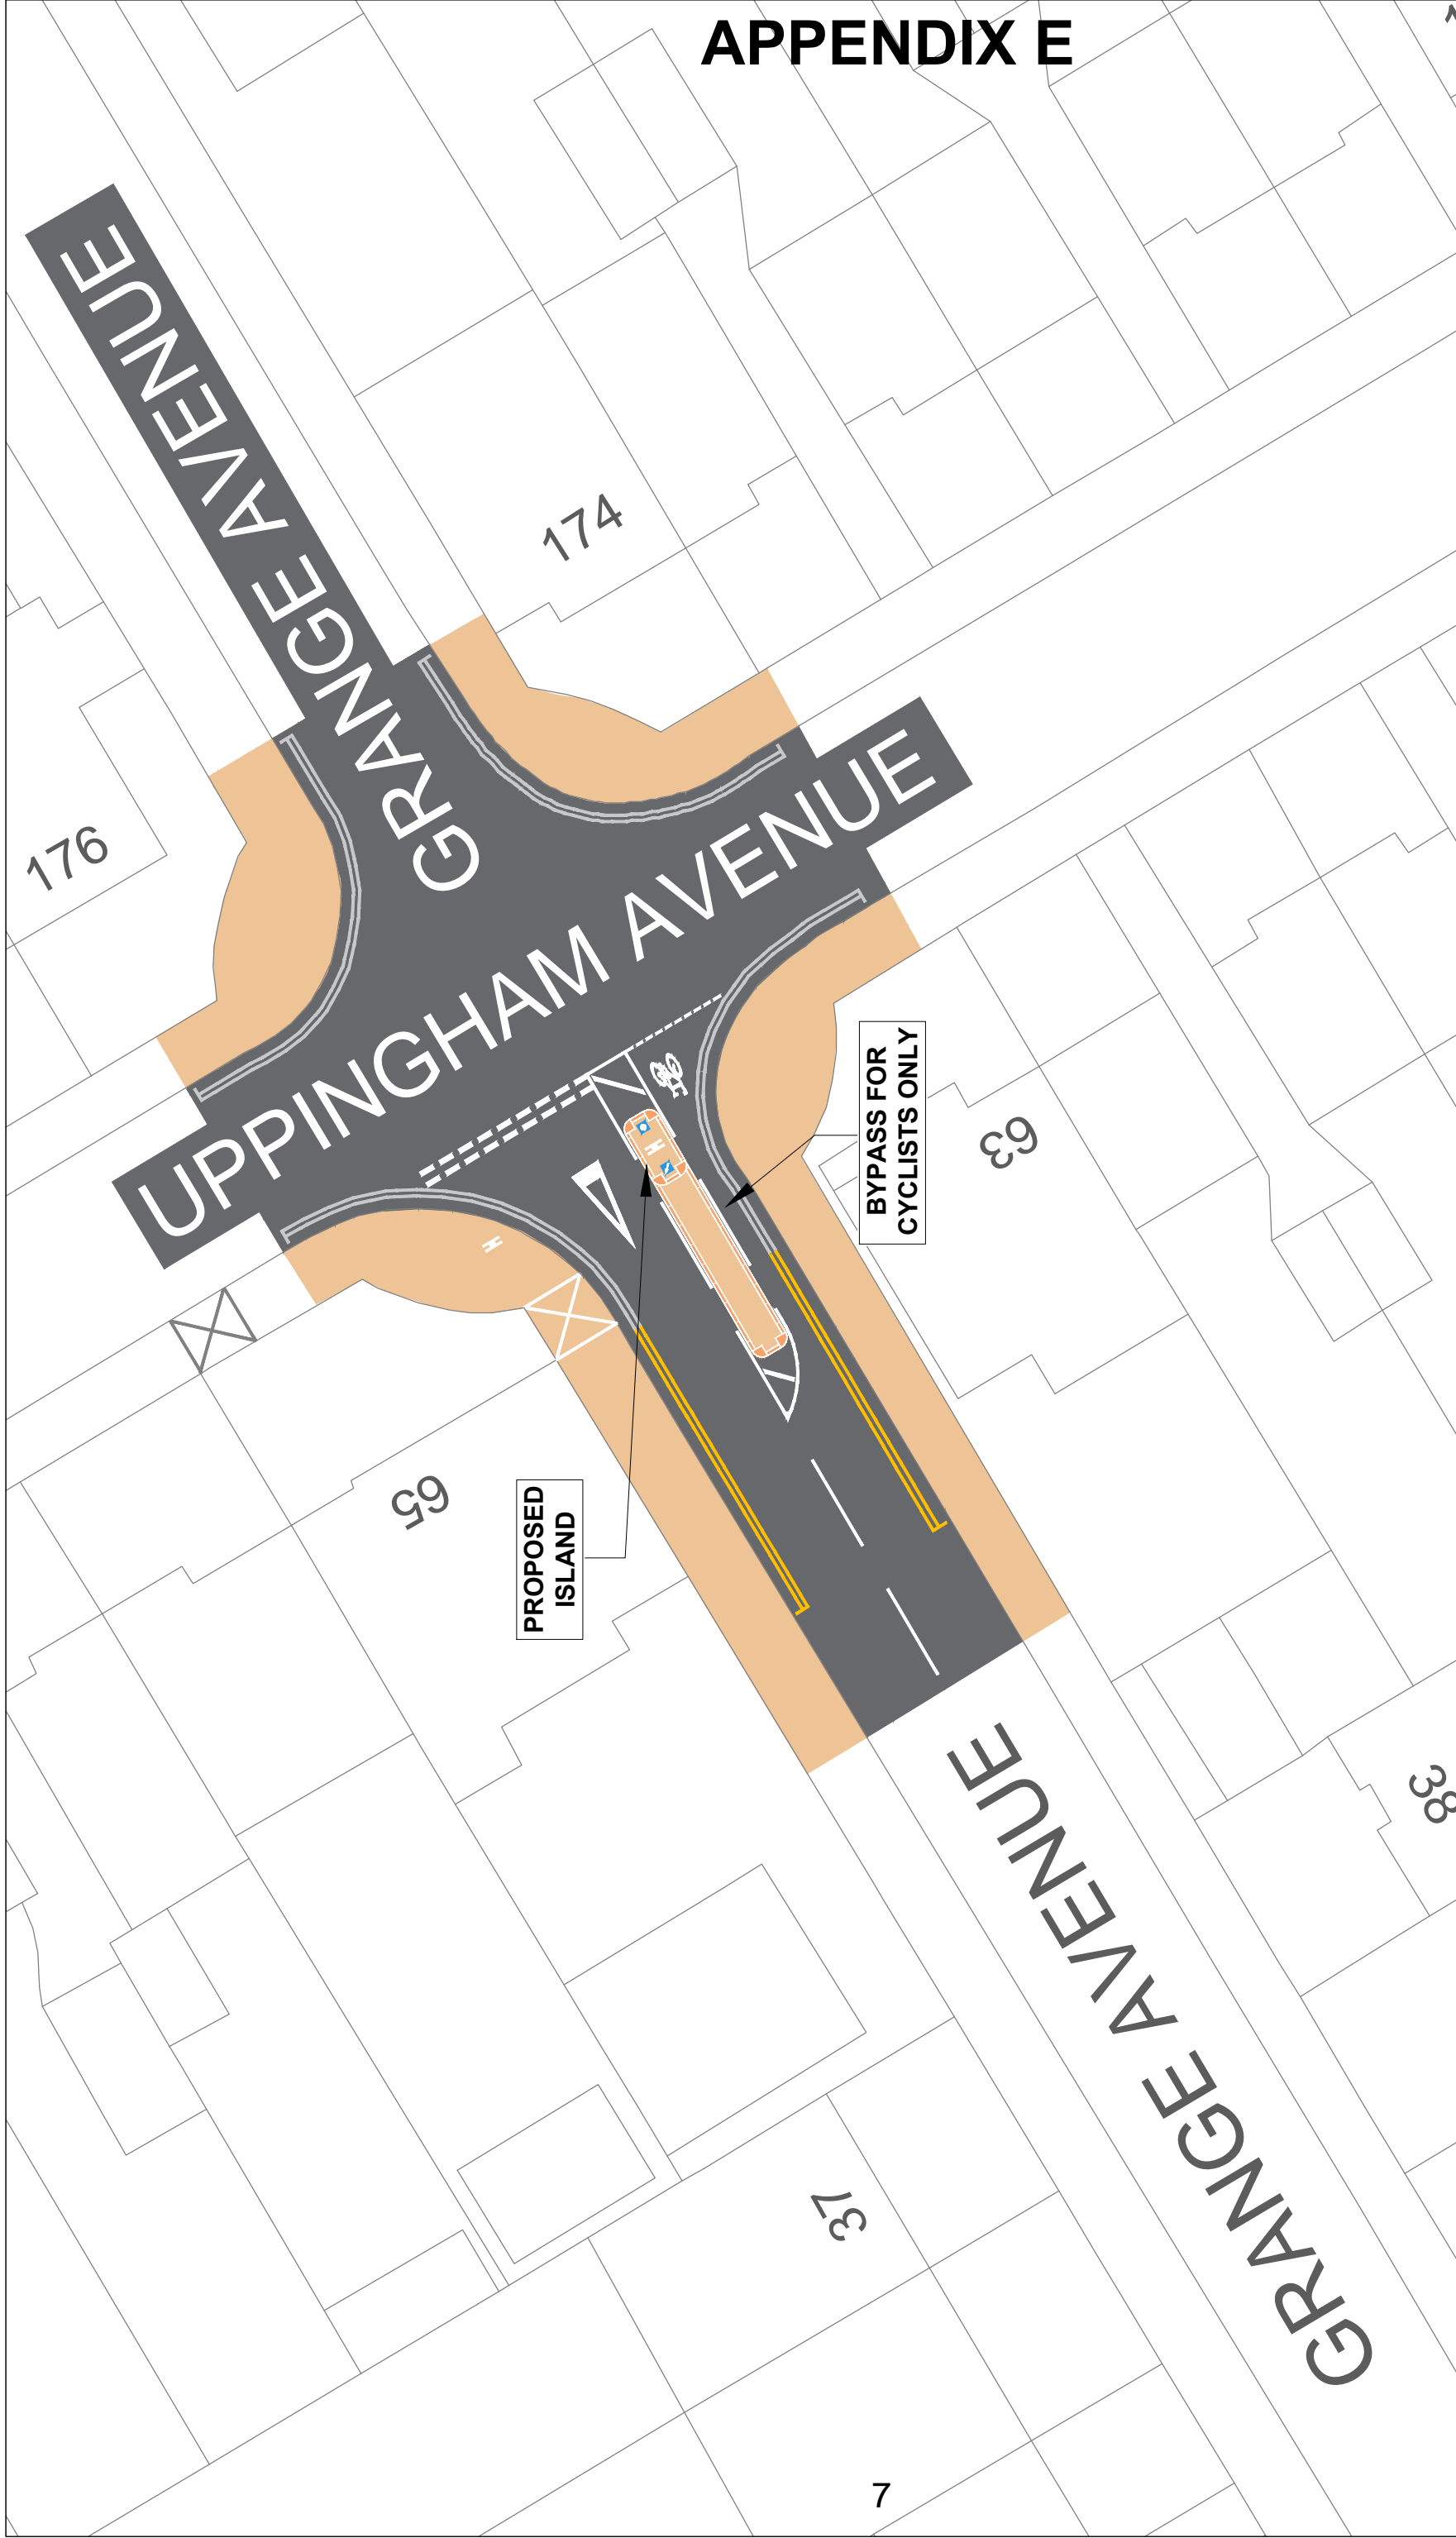 APPENDIX E
GRANGE AVENUE
174
176
UPPINGHAM AVENUE
BYPASS FOR
CYCLISTS ONLY
63
65
PROPOSED
ISLAND
GRANGE AVENUE
38
37
7